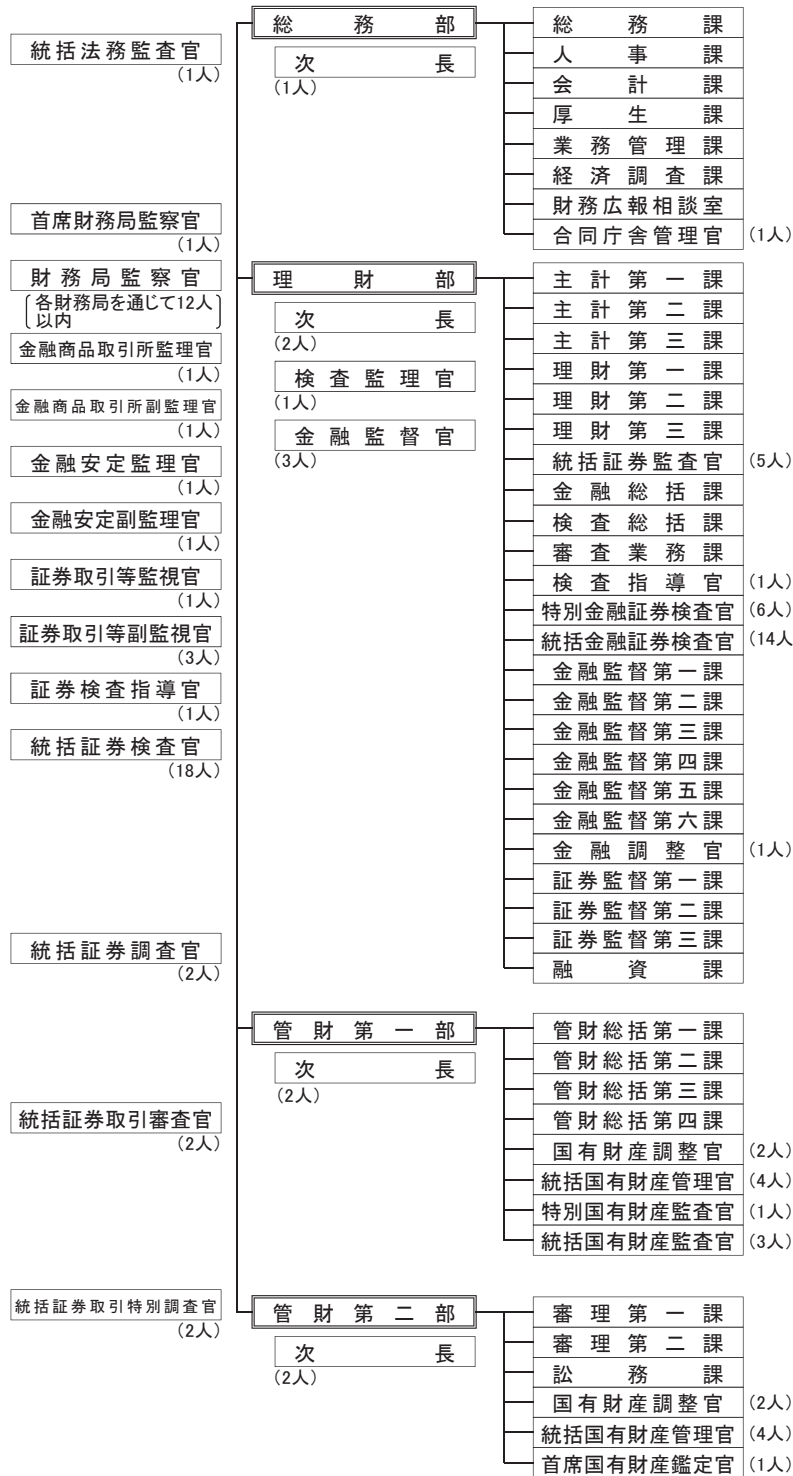 統括法務監査官
(1人)
首席財務局監察官
(1人)
財務局監察官
各財務局を通じて12人
以内
金融商品取引所監理官
(1人)
金融商品取引所副監理官
(1人)
金融安定監理官
(1人)
金融安定副監理官
(1人)
証券取引等監視官
(1人)
証券取引等副監視官
(3人)
証券検査指導官
(1人)
統括証券検査官
(18人)
統括証券調査官
(2人)
統括証券取引審査官
(2人)
統括証券取引特別調査官
(2人)
総務部
次長
(1人)
総務課
人事課
会計課
厚生課
業務管理課
経済調査課
財務広報相談室
合同庁舎管理官 (1人)
理財部
次長
(2人)
検査監理官
(1人)
金融監督官
(3人)
主計第一課
主計第二課
主計第三課
理財第一課
理財第二課
理財第三課
統括証券監査官 (5人)
金融総括課
検査総括課
審査業務課
検査指導官 (1人)
特別金融証券検査官 (6人)
統括金融証券検査官 (14人
金融監督第一課
金融監督第二課
金融監督第三課
金融監督第四課
金融監督第五課
金融監督第六課
金融調整官 (1人)
証券監督第一課
証券監督第二課
証券監督第三課
融資課
管財第一部
次長
(2人)
管財総括第一課
管財総括第二課
管財総括第三課
管財総括第四課
国有財産調整官 (2人)
統括国有財産管理官 (4人)
特別国有財産監査官 (1人)
統括国有財産監査官 (3人)
管財第二部
次長
(2人)
審理第一課
審理第二課
訟務課
国有財産調整官 (2人)
統括国有財産管理官 (4人)
首席国有財産鑑定官 (1人)